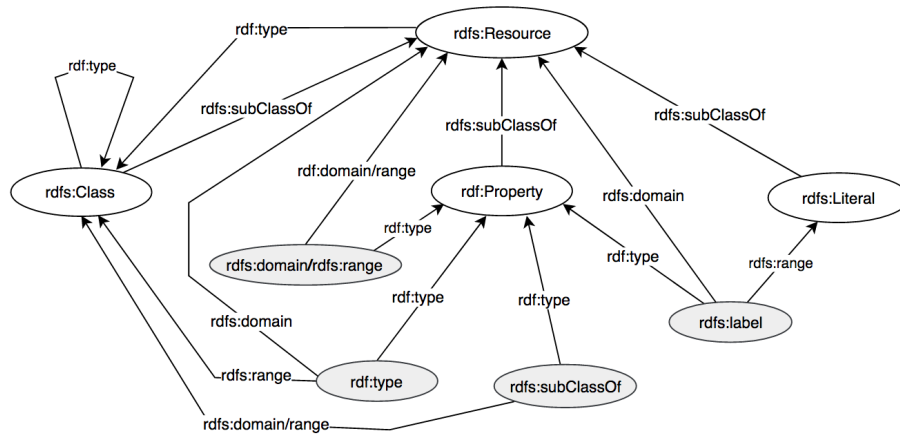 rdf:type
rdfs:Resource
rdf:type
rdfs:subClassOf
rdfs:subClassOf
rdfs:subClassOf
rdf:domain/range
rdfs:Class
rdf:Property
rdfs:domain
rdfs:Literal
rdf:type
rdfs:domain/rdfs:range
rdf:type
rdfs:range
rdf:type
rdf:type
rdfs:domain
rdfs:label
rdfs:range
rdf:type
rdfs:subClassOf
rdfs:domain/range